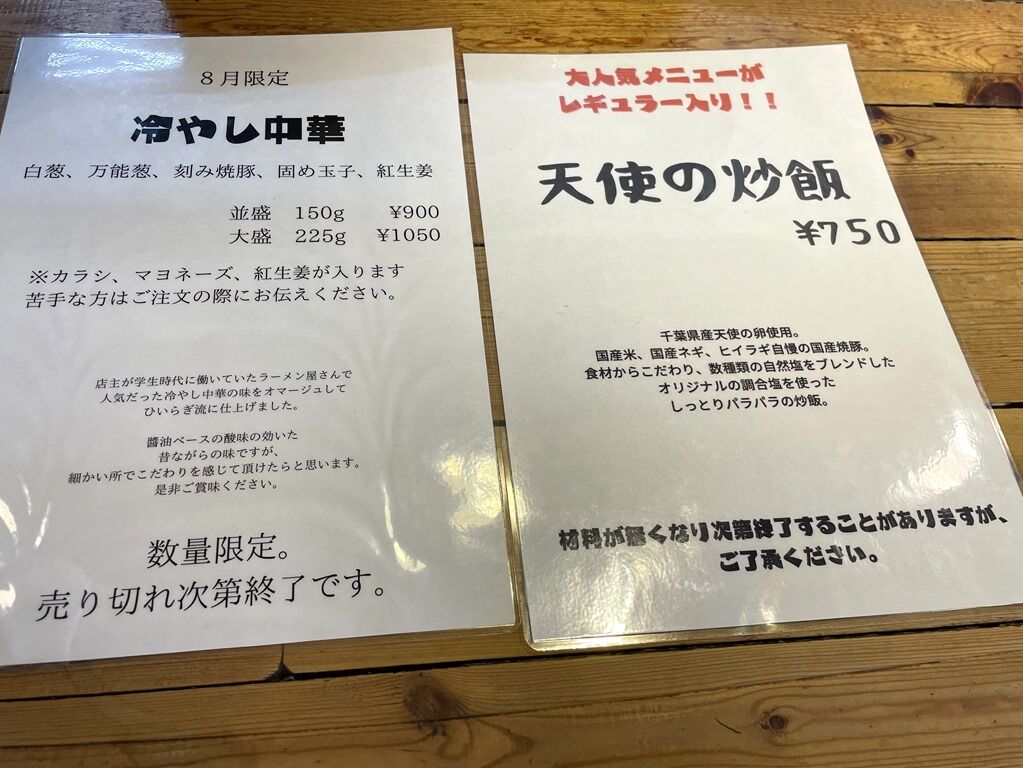 8月限定
冷やし中華
白葱、万能葱、刻み焼豚、固め玉子、紅生姜
並盛 150g ¥900
大盛 225g ¥1050
※カラシ、マヨネーズ、紅生姜が入ります
苦手な方はご注文の際にお伝えください。
店主が学生時代に働いていたラーメン屋さんで
人気だった冷やし中華の味をオマージュして
ひいらぎ流に仕上げました。
醬油ベースの酸味の効いた
昔ながらの味ですが、
細かい所でこだわりを感じて頂けたらと思います。
是非ご賞味ください。
数量限定。
売り切れ次第終了です。
大人気メニューが
レギュラー入り！！
天使の炒飯
¥750
千葉県産天使の卵使用。
国産米、国産ネギ、ヒイラギ自慢の国産焼豚。
食材からこだわり、数種類の自然塩をブレンドした
オリジナルの調合塩を使った
しっとりパラパラの炒飯。
材料が無くなり次第終了することがありますが、
ご了承ください。